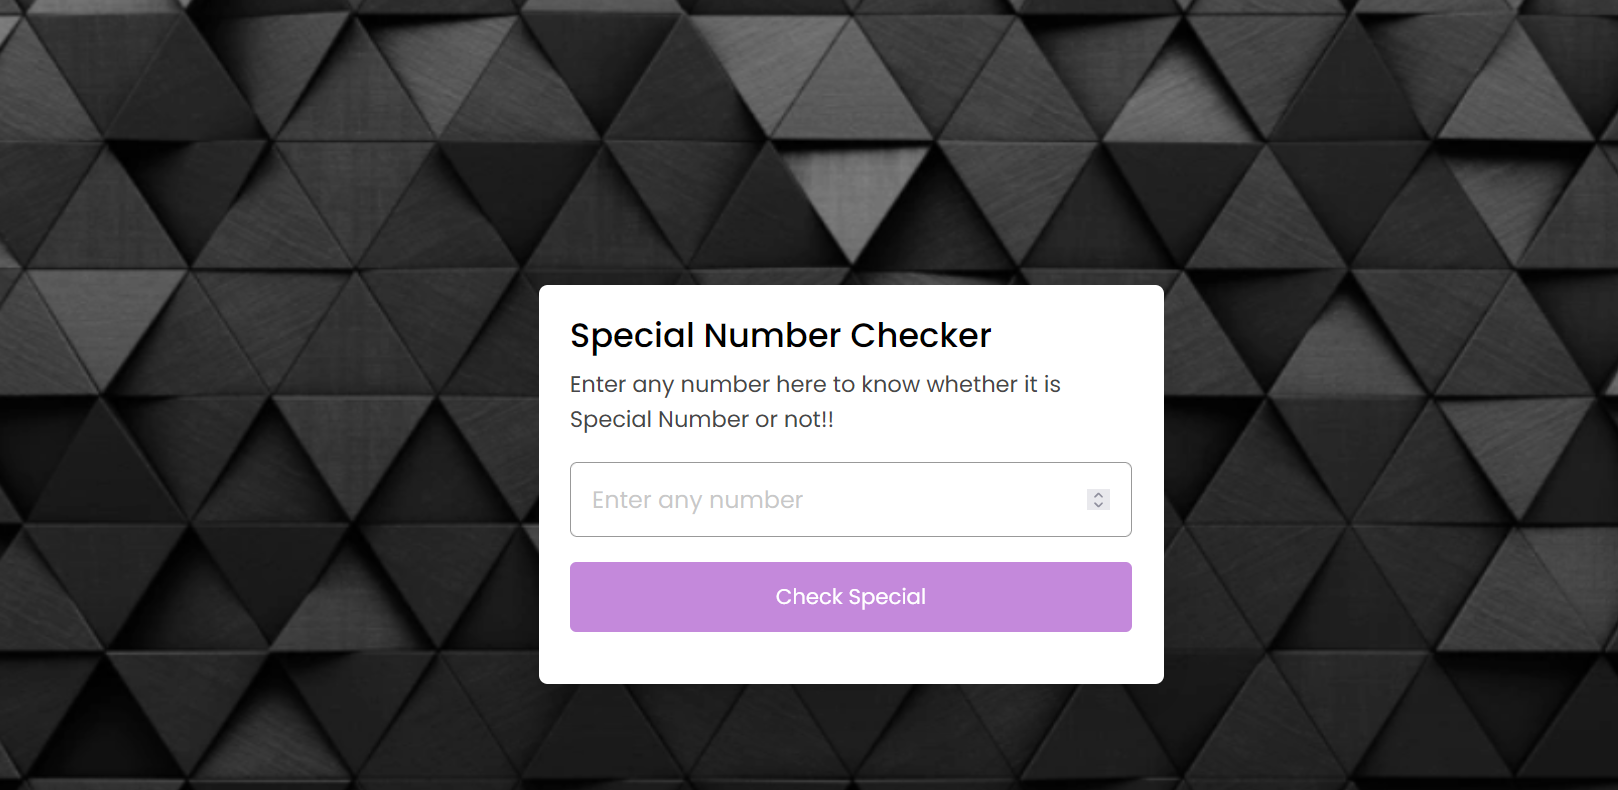 Special Number Checker
Enter any number here to know whether it is
Special Number or not!!
Enter any number
Check Special